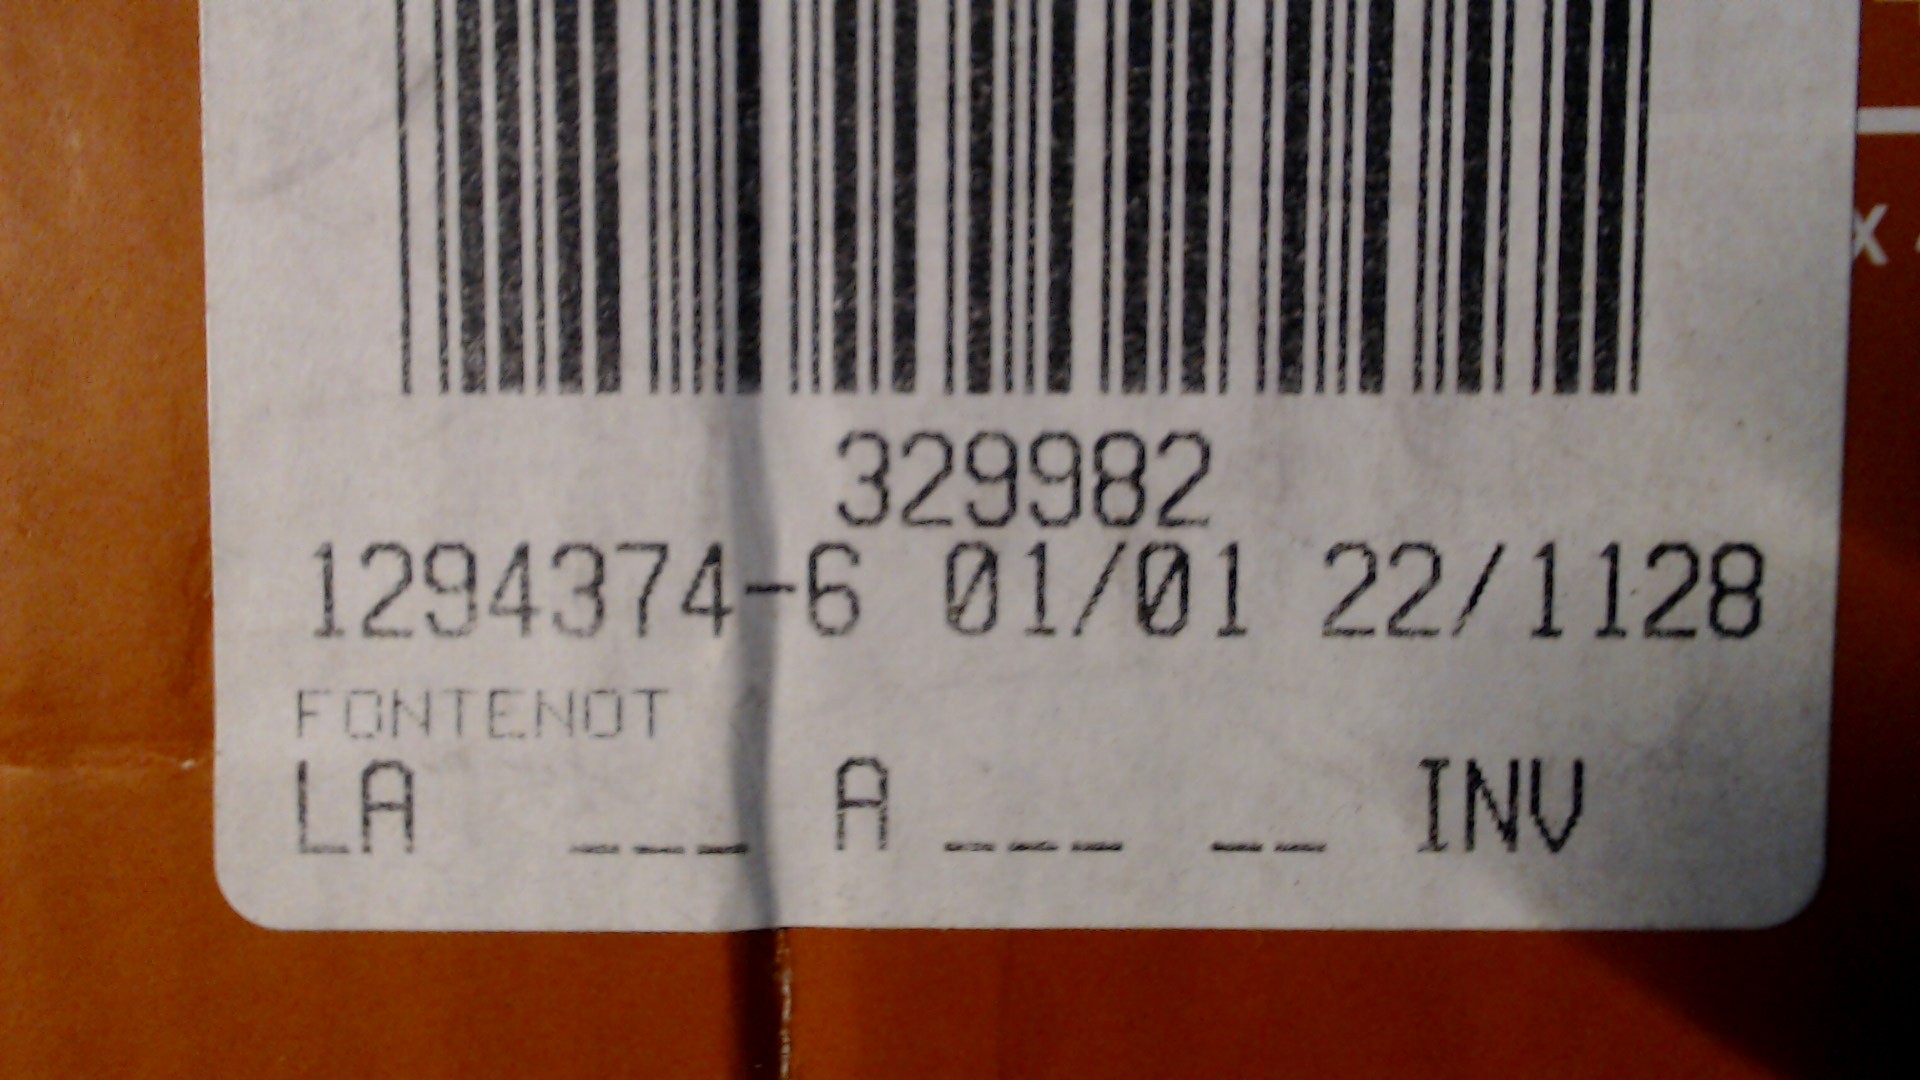 329982
1294374-6 01/01 22/1128
FONTENOT
LA ___ A ___ __ INV
x